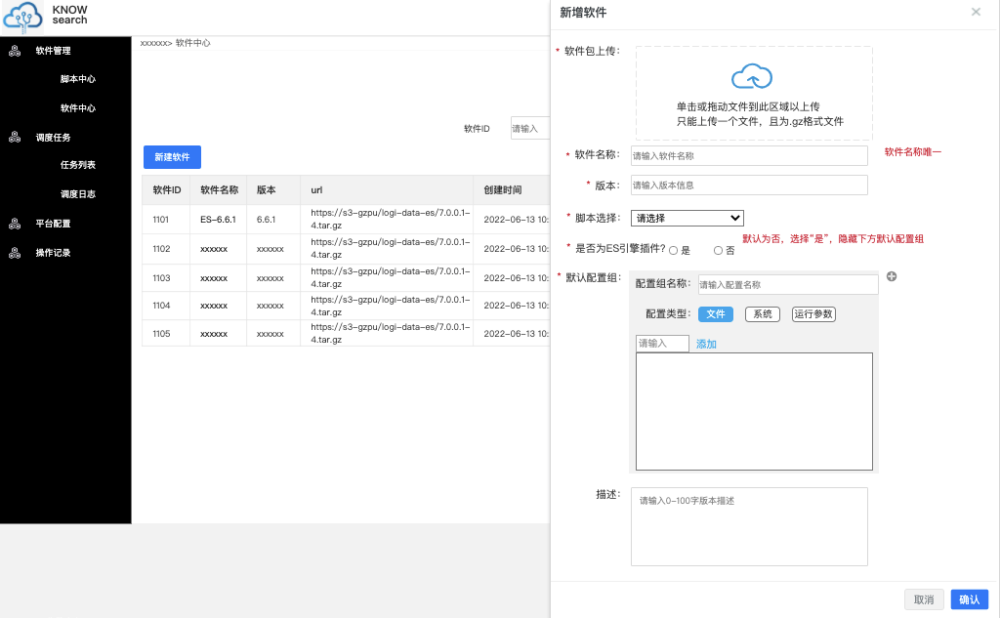 KNOW
search
软件管理
脚本中心
软件中心
调度任务
任务列表
调度日志
平台配置
操作记录
xxxxxx> 软件中心
软件ID
请输入
新建软件
软件ID 软件名称 版本 url 创建时间
1101 ES-6.6.1 6.6.1 https://s3-gzpu/logi-data-es/7.0.0.1-4.tar.gz 2022-06-13 10:
1102 xxxxxx xxxxxx https://s3-gzpu/logi-data-es/7.0.0.1-4.tar.gz 2022-06-13 10:
1103 xxxxxx xxxxxx https://s3-gzpu/logi-data-es/7.0.0.1-4.tar.gz 2022-06-13 10:
1104 xxxxxx xxxxxx https://s3-gzpu/logi-data-es/7.0.0.1-4.tar.gz 2022-06-13 10:
1105 xxxxxx xxxxxx https://s3-gzpu/logi-data-es/7.0.0.1-4.tar.gz 2022-06-13 10:
新增软件
* 软件包上传：
单击或拖动文件到此区域以上传
只能上传一个文件，且为.gz格式文件
* 软件名称： 请输入软件名称 软件名称唯一
* 版本： 请输入版本信息
* 脚本选择： 请选择
默认为否，选择“是”，隐藏下方默认配置组
* 是否为ES引擎插件? 是 否
* 默认配置组： 配置组名称： 请输入配置名称
配置类型： 文件 系统 运行参数
请输入 添加
描述： 请输入0-100字版本描述
取消 确认